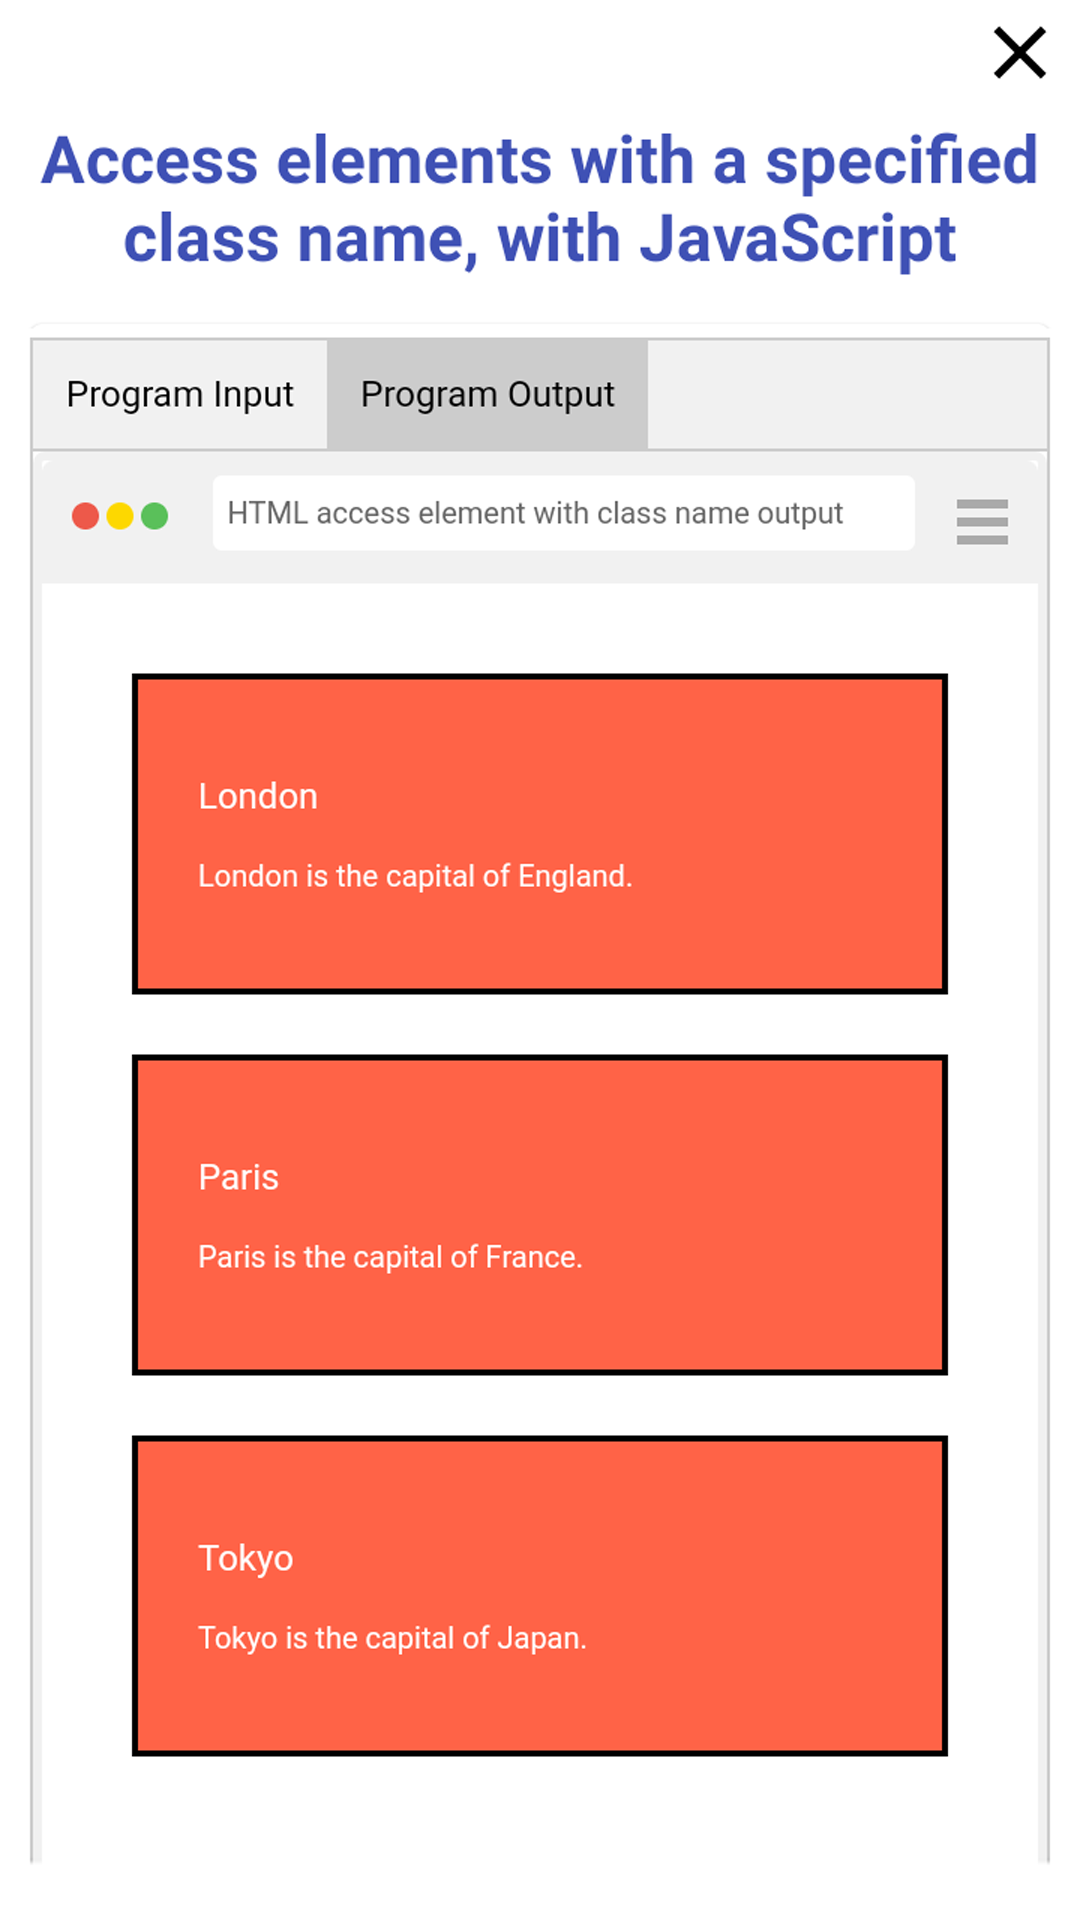 Access elements with a specified
class name, with JavaScript
Program Input
Program Output
HTML access element with class name output
London
London is the capital of England.
Paris
Paris is the capital of France.
Tokyo
Tokyo is the capital of Japan.